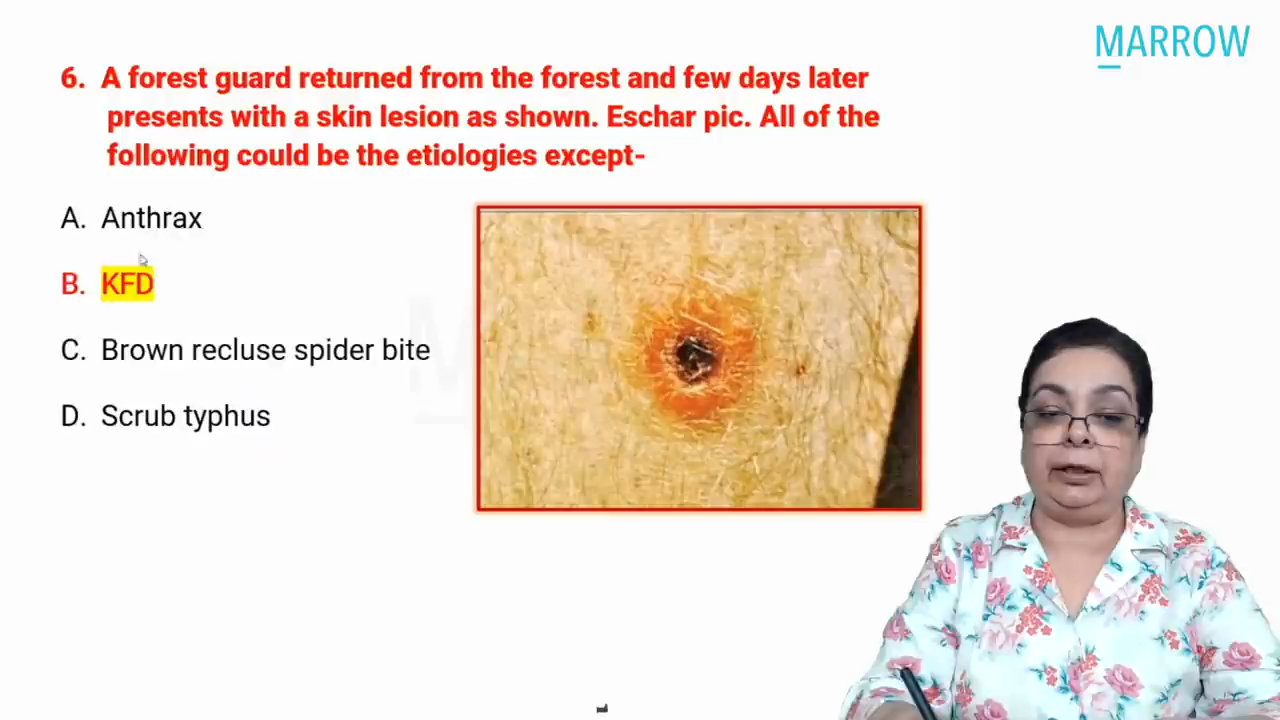 MARROW
6. A forest guard returned from the forest and few days later
presents with a skin lesion as shown. Eschar pic. All of the
following could be the etiologies except-
A. Anthrax
B. KFD
C. Brown recluse spider bite
D. Scrub typhus